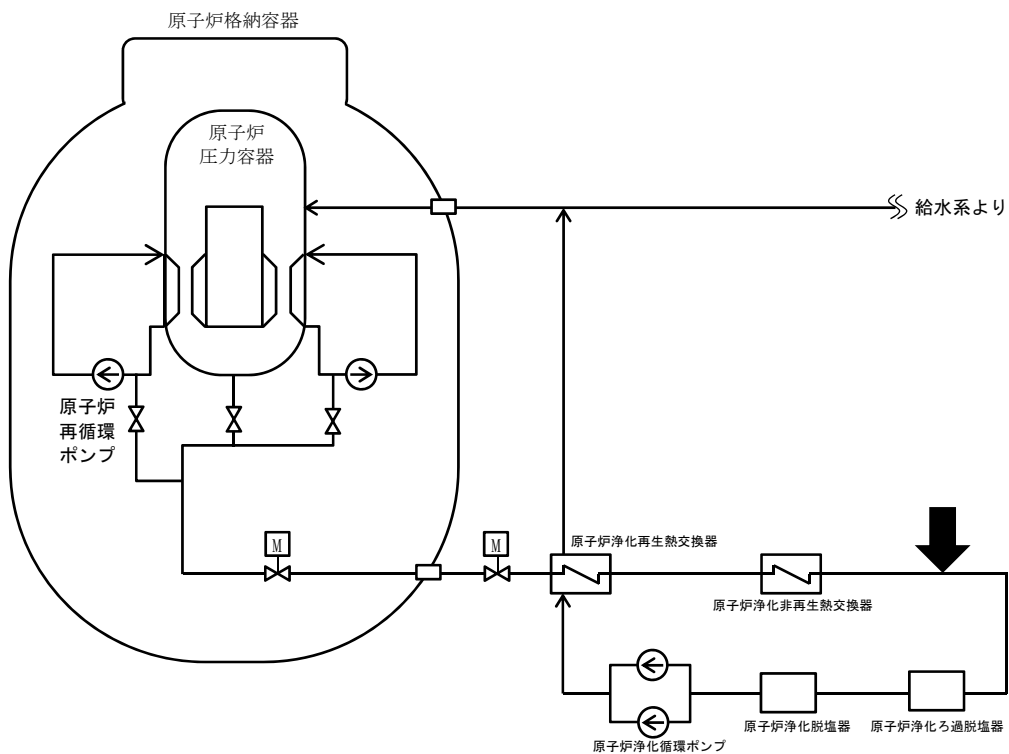 原子炉格納容器
原子炉
圧力容器
給水系より
原子炉
再循環
ポンプ
M
M
原子炉浄化再生熱交換器
原子炉浄化非再生熱交換器
原子炉浄化循環ポンプ
原子炉浄化脱塩器
原子炉浄化ろ過脱塩器